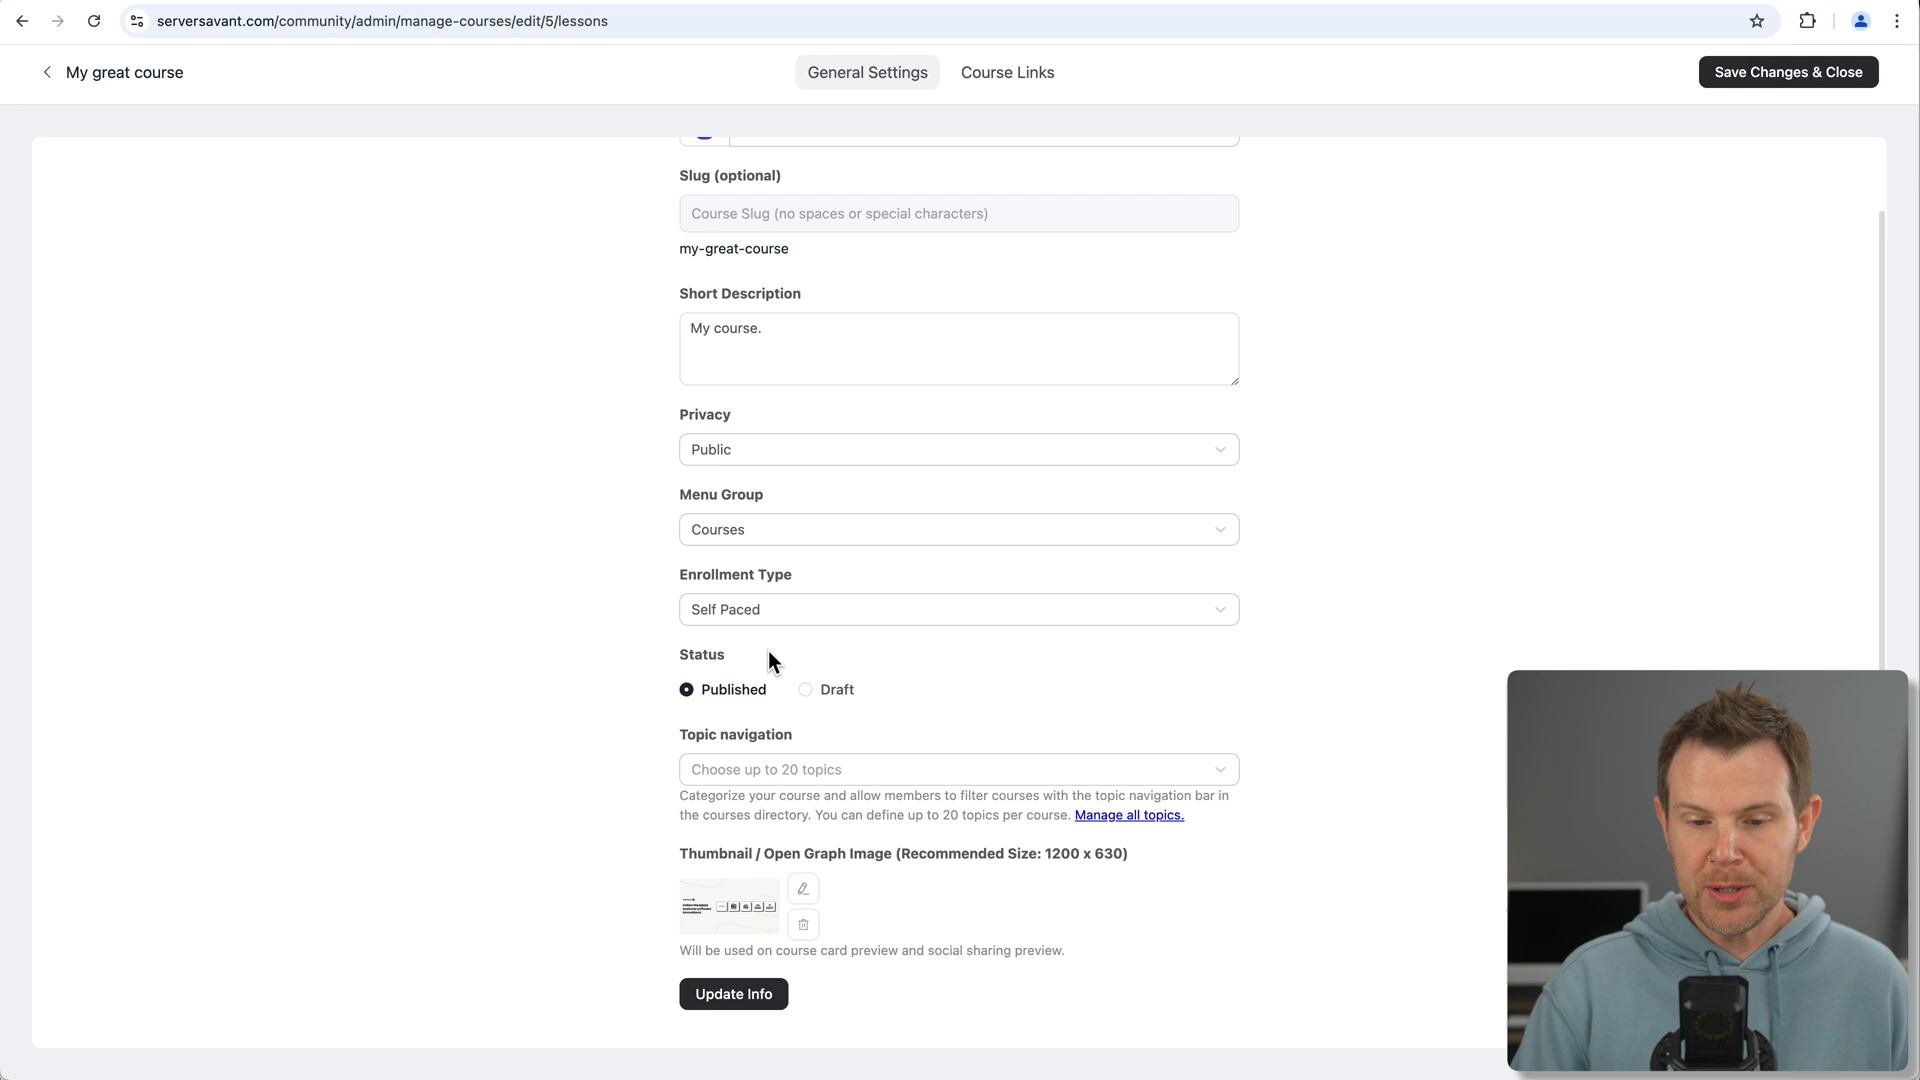 serversavant.com/community/admin/manage-courses/edit/5/lessons
My great course
General Settings
Course Links
Save Changes & Close
Slug (optional)
Course Slug (no spaces or special characters)
my-great-course
Short Description
My course.
Privacy
Public
Menu Group
Courses
Enrollment Type
Self Paced
Status
Published
Draft
Topic navigation
Choose up to 20 topics
Categorize your course and allow members to filter courses with the topic navigation bar in
the courses directory. You can define up to 20 topics per course. Manage all topics.
Thumbnail / Open Graph Image (Recommended Size: 1200 x 630)
Will be used on course card preview and social sharing preview.
Update Info